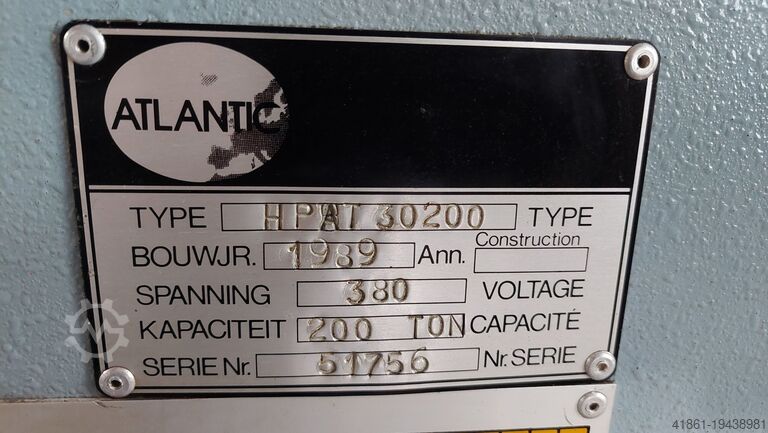 ATLANTIC
TYPE HPAT 30200 TYPE
BOUWJR. 1989 Ann. Construction
SPANNING 380 VOLTAGE
KAPACITEIT 200 TON CAPACITÉ
SERIE Nr. 51756 Nr. SERIE
41861-19438981